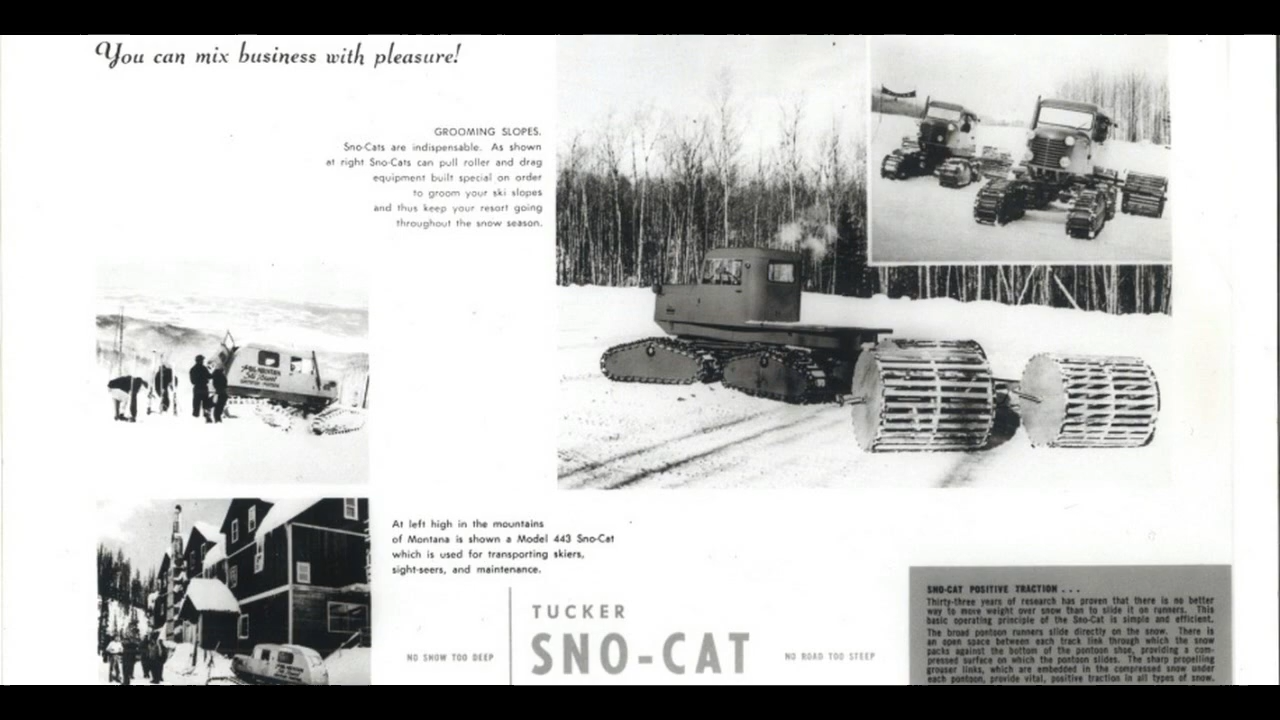 You can mix business with pleasure!
GROOMING SLOPES.
Sno-Cats are indispensable. As shown
at right Sno-Cats can pull roller and drag
equipment built special on order
to groom your ski slopes
and thus keep your resort going
throughout the snow season.
At left high in the mountains
of Montana is shown a Model 443 Sno-Cat
which is used for transporting skiers,
sight-seers, and maintenance.
TUCKER
SNO-CAT
NO SNOW TOO DEEP
NO ROAD TOO STEEP
SNO-CAT POSITIVE TRACTION . . .
Thirty-three years of research has proven that there is no better
way to move weight over snow than to slide it on runners. This
basic operating principle of the Sno-Cat is simple and efficient.
The broad pontoon runners slide directly on the snow. There is
an open space between each track link through which the snow
packs against the bottom of the pontoon shoe, providing a com-
pressed surface on which the pontoon slides. The sharp propelling
grouser links, which are embedded in the compressed snow under
each pontoon, provide vital, positive traction in all types of snow.